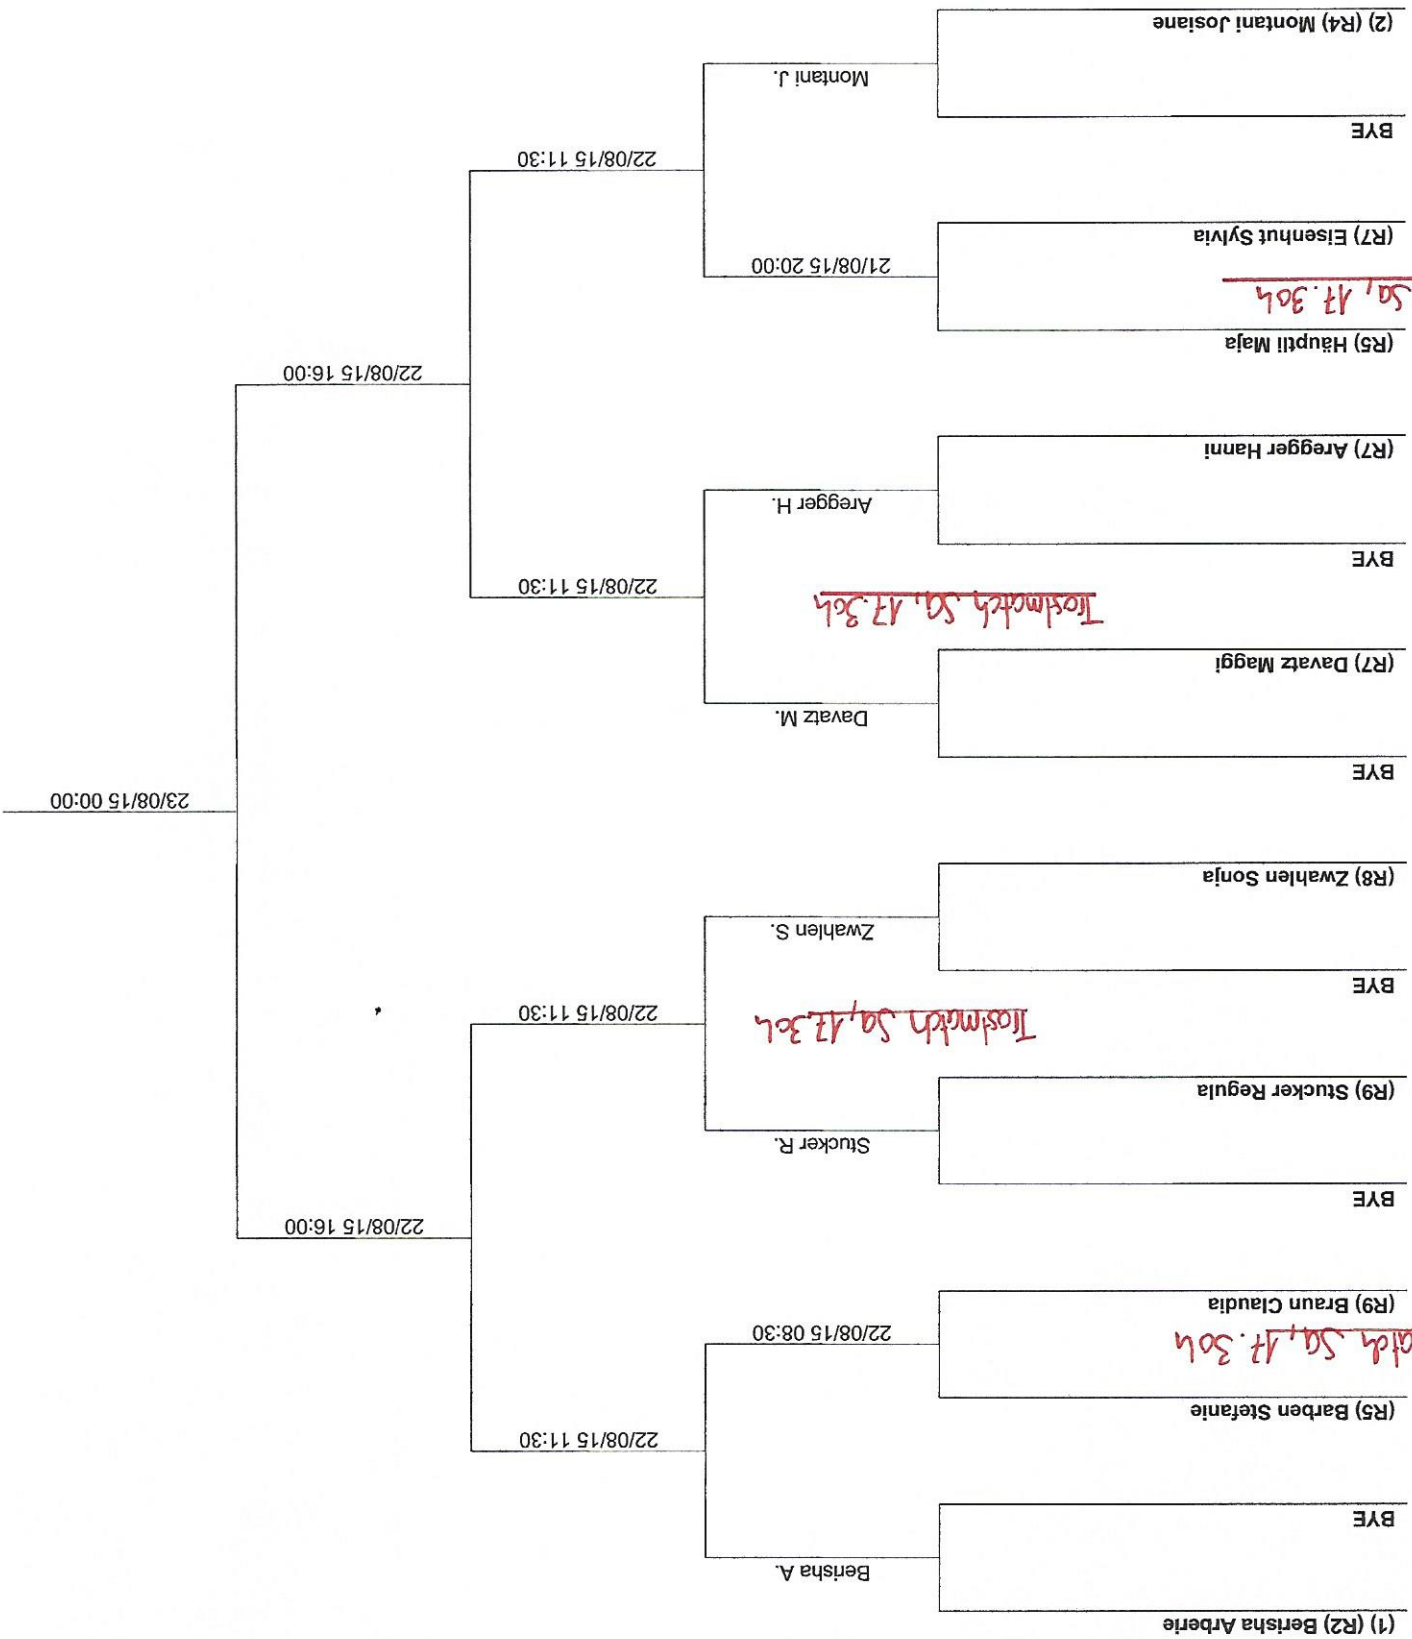 (1) (R2) Berisha Arberie
Berisha A.
BYE
22/08/15 11:30
(R5) Barben Stefanie
Sa, 17.30h
22/08/15 08:30
(R9) Braun Claudia
22/08/15 16:00
BYE
Stucker R.
(R9) Stucker Regula
Trostmatch Sa, 17.30h
22/08/15 11:30
BYE
Zwahlen S.
(R8) Zwahlen Sonja
23/08/15 00:00
BYE
Davatz M.
(R7) Davatz Maggi
Trostmatch Sa, 17.30h
22/08/15 11:30
BYE
Aregger H.
(R7) Aregger Hanni
22/08/15 16:00
(R5) Häuptli Maja
Sa, 17.30h
21/08/15 20:00
(R7) Eisenhut Sylvia
22/08/15 11:30
BYE
Montani J.
(2) (R4) Montani Josiane